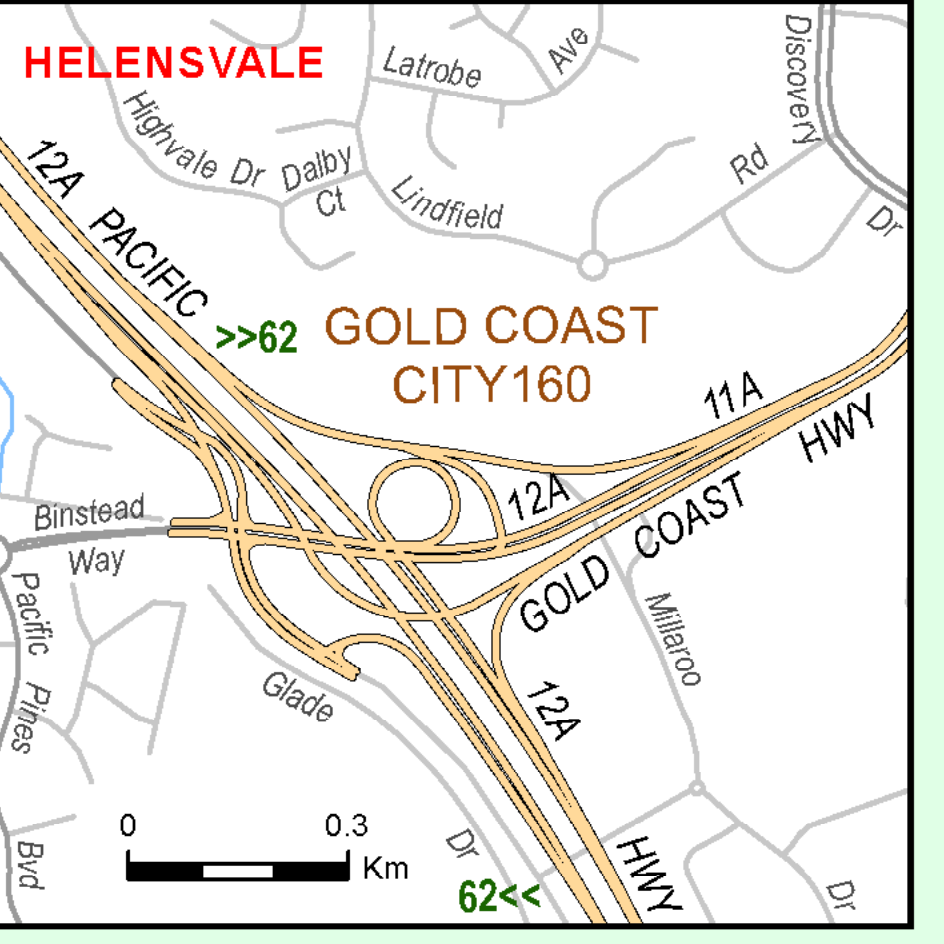 HELENSVALE
Latrobe
Ave
Discovery
Dr
Highvale Dr
Dalby
Ct
Lindfield
Rd
12A PACIFIC
>>62
GOLD COAST
CITY160
11A
HWY
12A
GOLD COAST
Binstead
Way
Pacific Pines
Bvd
Glade
Dr
Millaroo
Dr
12A
HWY
0 0.3
Km
62<<